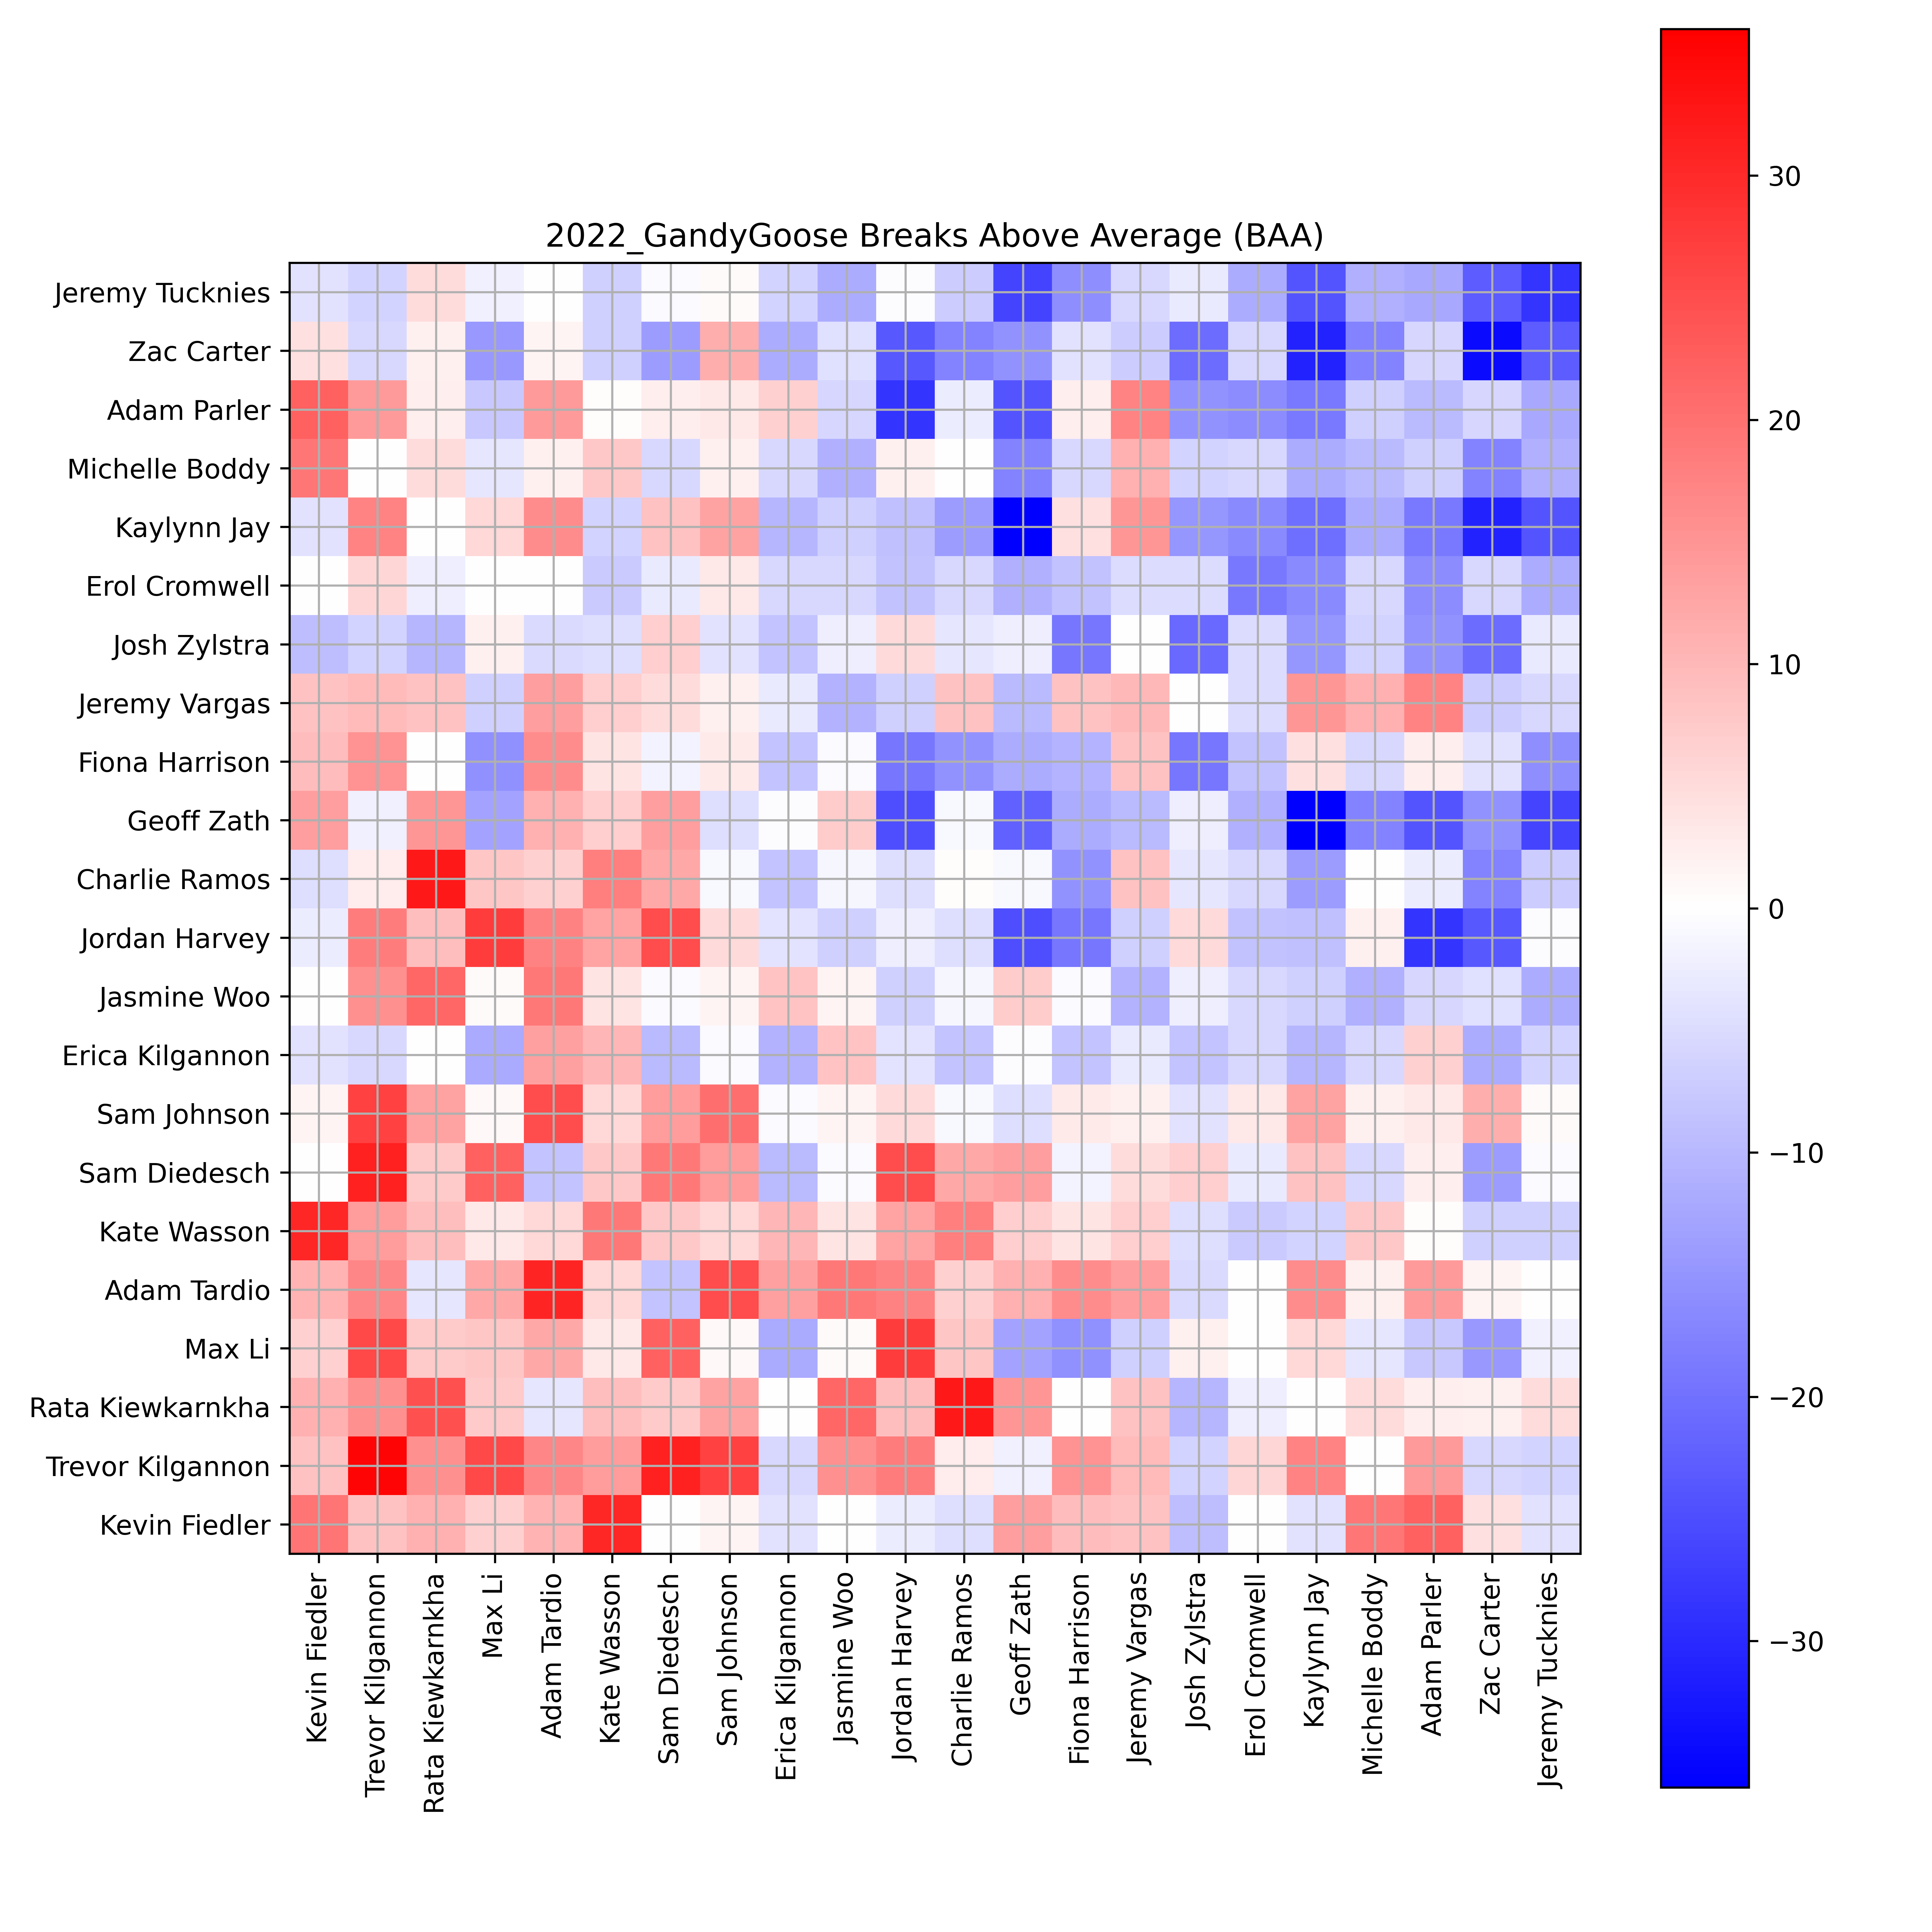 2022_GandyGoose Breaks Above Average (BAA)
Jeremy Tucknies
Zac Carter
Adam Parler
Michelle Boddy
Kaylynn Jay
Erol Cromwell
Josh Zylstra
Jeremy Vargas
Fiona Harrison
Geoff Zath
Charlie Ramos
Jordan Harvey
Jasmine Woo
Erica Kilgannon
Sam Johnson
Sam Diedesch
Kate Wasson
Adam Tardio
Max Li
Rata Kiewkarnkha
Trevor Kilgannon
Kevin Fiedler
Kevin Fiedler
Trevor Kilgannon
Rata Kiewkarnkha
Max Li
Adam Tardio
Kate Wasson
Sam Diedesch
Sam Johnson
Erica Kilgannon
Jasmine Woo
Jordan Harvey
Charlie Ramos
Geoff Zath
Fiona Harrison
Jeremy Vargas
Josh Zylstra
Erol Cromwell
Kaylynn Jay
Michelle Boddy
Adam Parler
Zac Carter
Jeremy Tucknies
30
20
10
0
−10
−20
−30